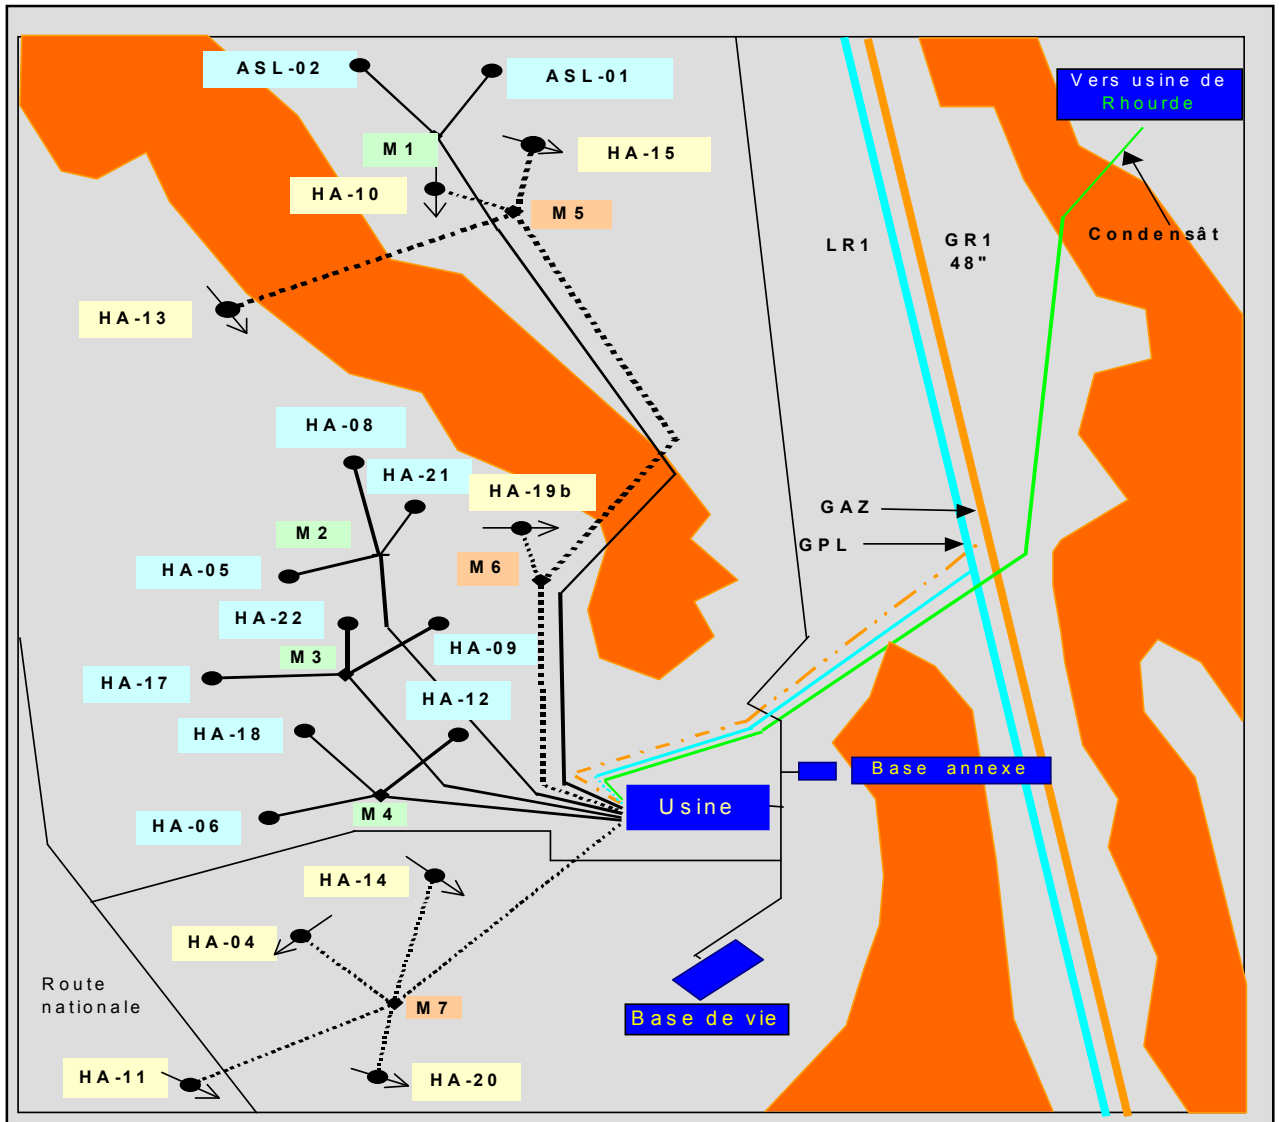 ASL-02
ASL-01
Vers usine de
Rhourde
M1
HA-15
HA-10
M5
LR1
GR1
48"
Condensât
HA-13
HA-08
HA-21
HA-19b
GAZ
M2
GPL
HA-05
M6
HA-22
M3
HA-09
HA-17
HA-12
HA-18
Base annexe
Usine
HA-06
M4
HA-14
HA-04
Route
nationale
M7
Base de vie
HA-11
HA-20